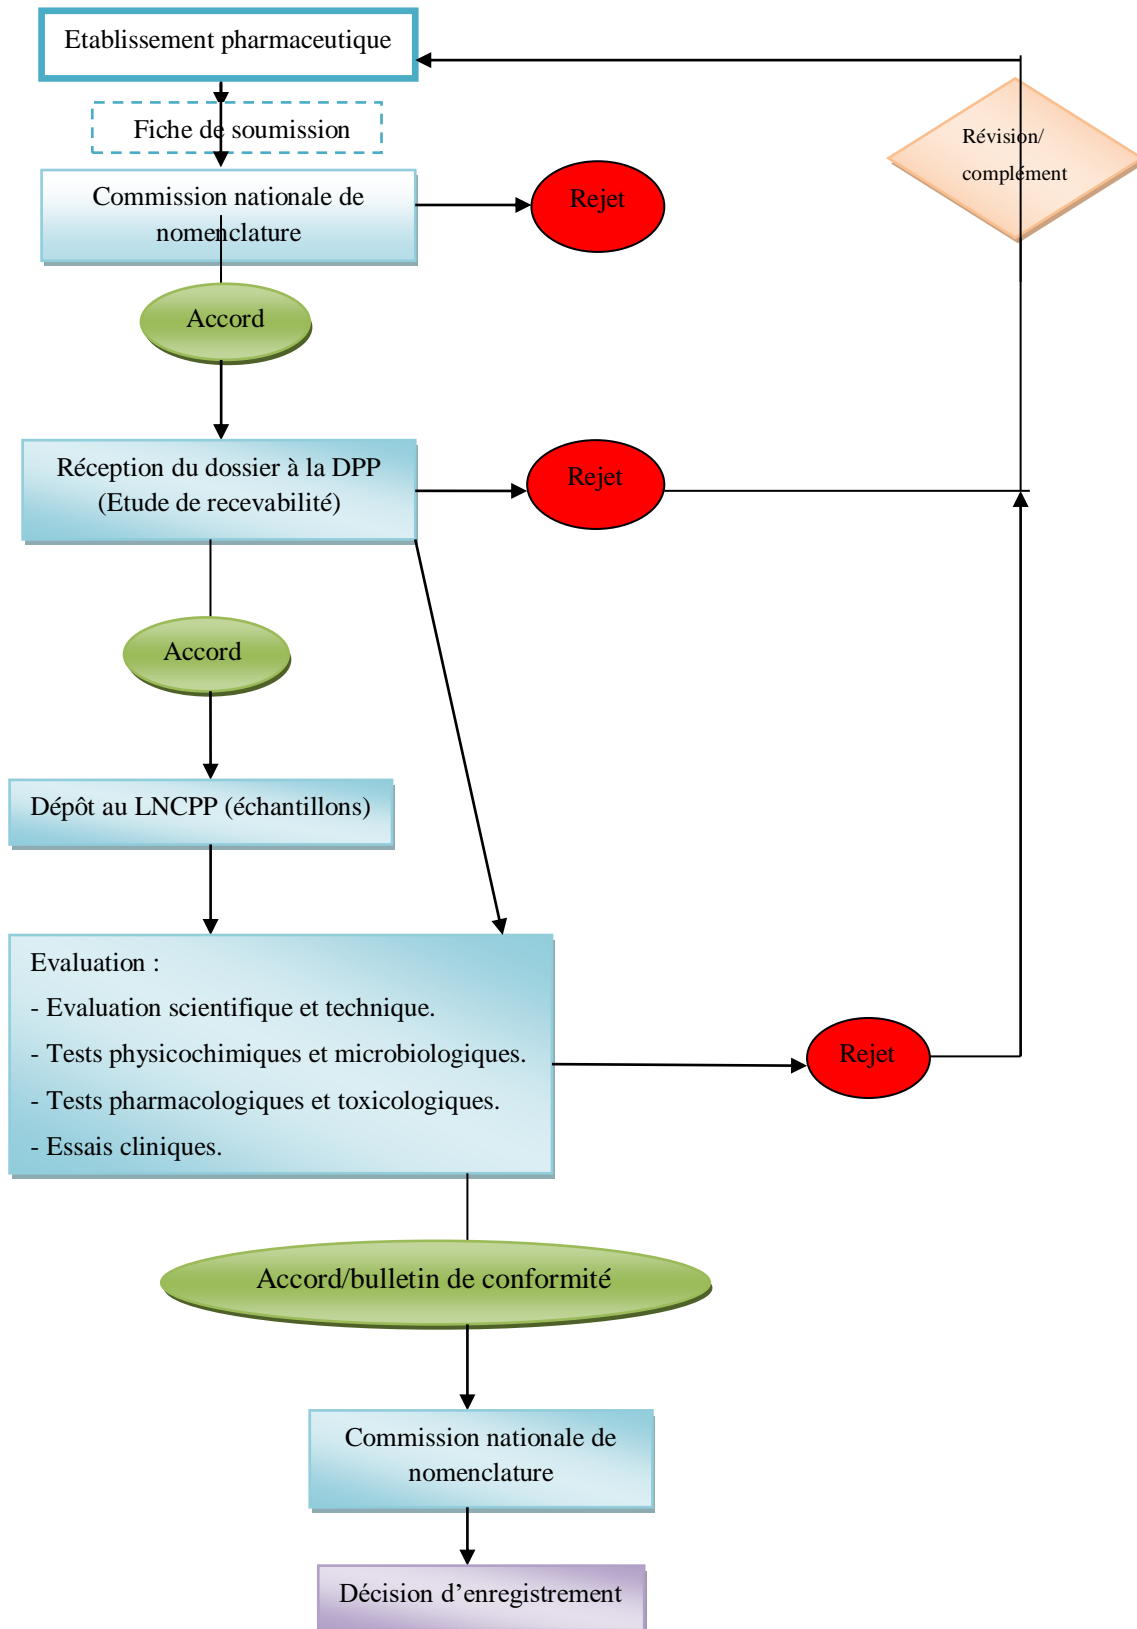 Etablissement pharmaceutique
Fiche de soumission
Révision/
complément
Commission nationale de
nomenclature
Rejet
Accord
Réception du dossier à la DPP
(Etude de recevabilité)
Rejet
Accord
Dépôt au LNCPP (échantillons)
Evaluation :
- Evaluation scientifique et technique.
- Tests physicochimiques et microbiologiques.
- Tests pharmacologiques et toxicologiques.
- Essais cliniques.
Rejet
Accord/bulletin de conformité
Commission nationale de
nomenclature
Décision d’enregistrement